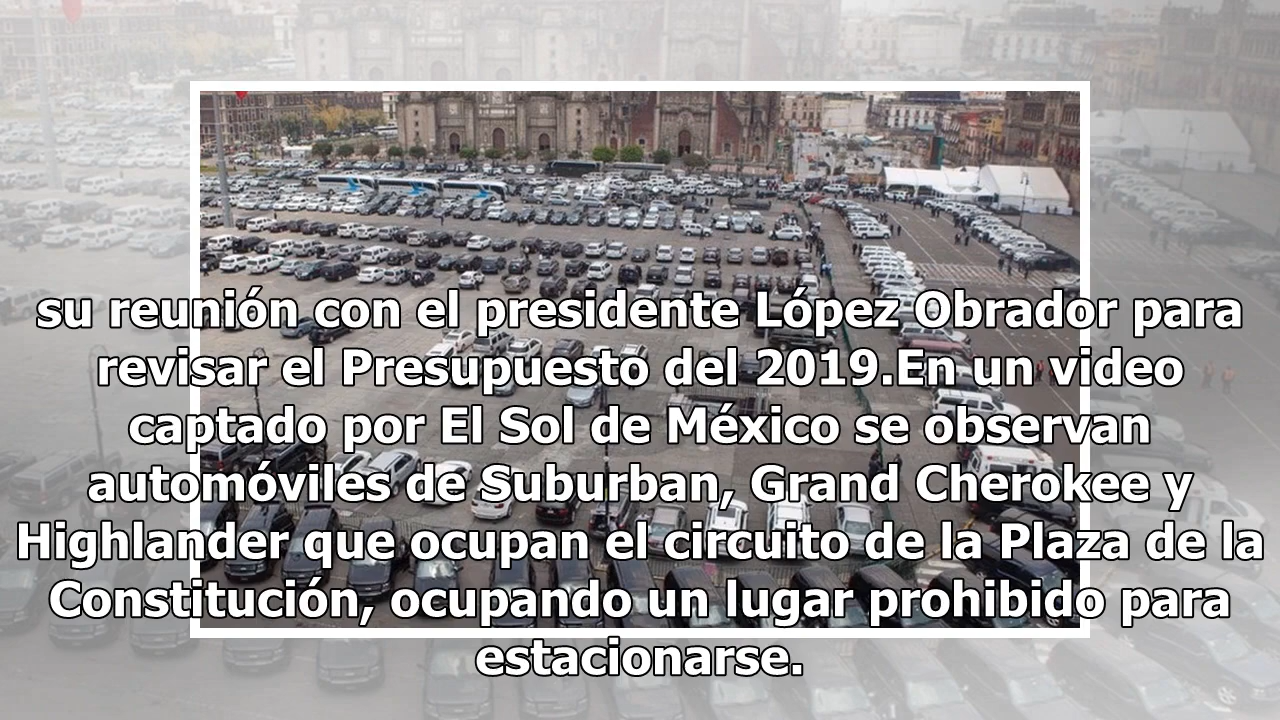 su reunión con el presidente López Obrador para
revisar el Presupuesto del 2019.En un video
captado por El Sol de México se observan
automóviles de Suburban, Grand Cherokee y
Highlander que ocupan el circuito de la Plaza de la
Constitución, ocupando un lugar prohibido para
estacionarse.